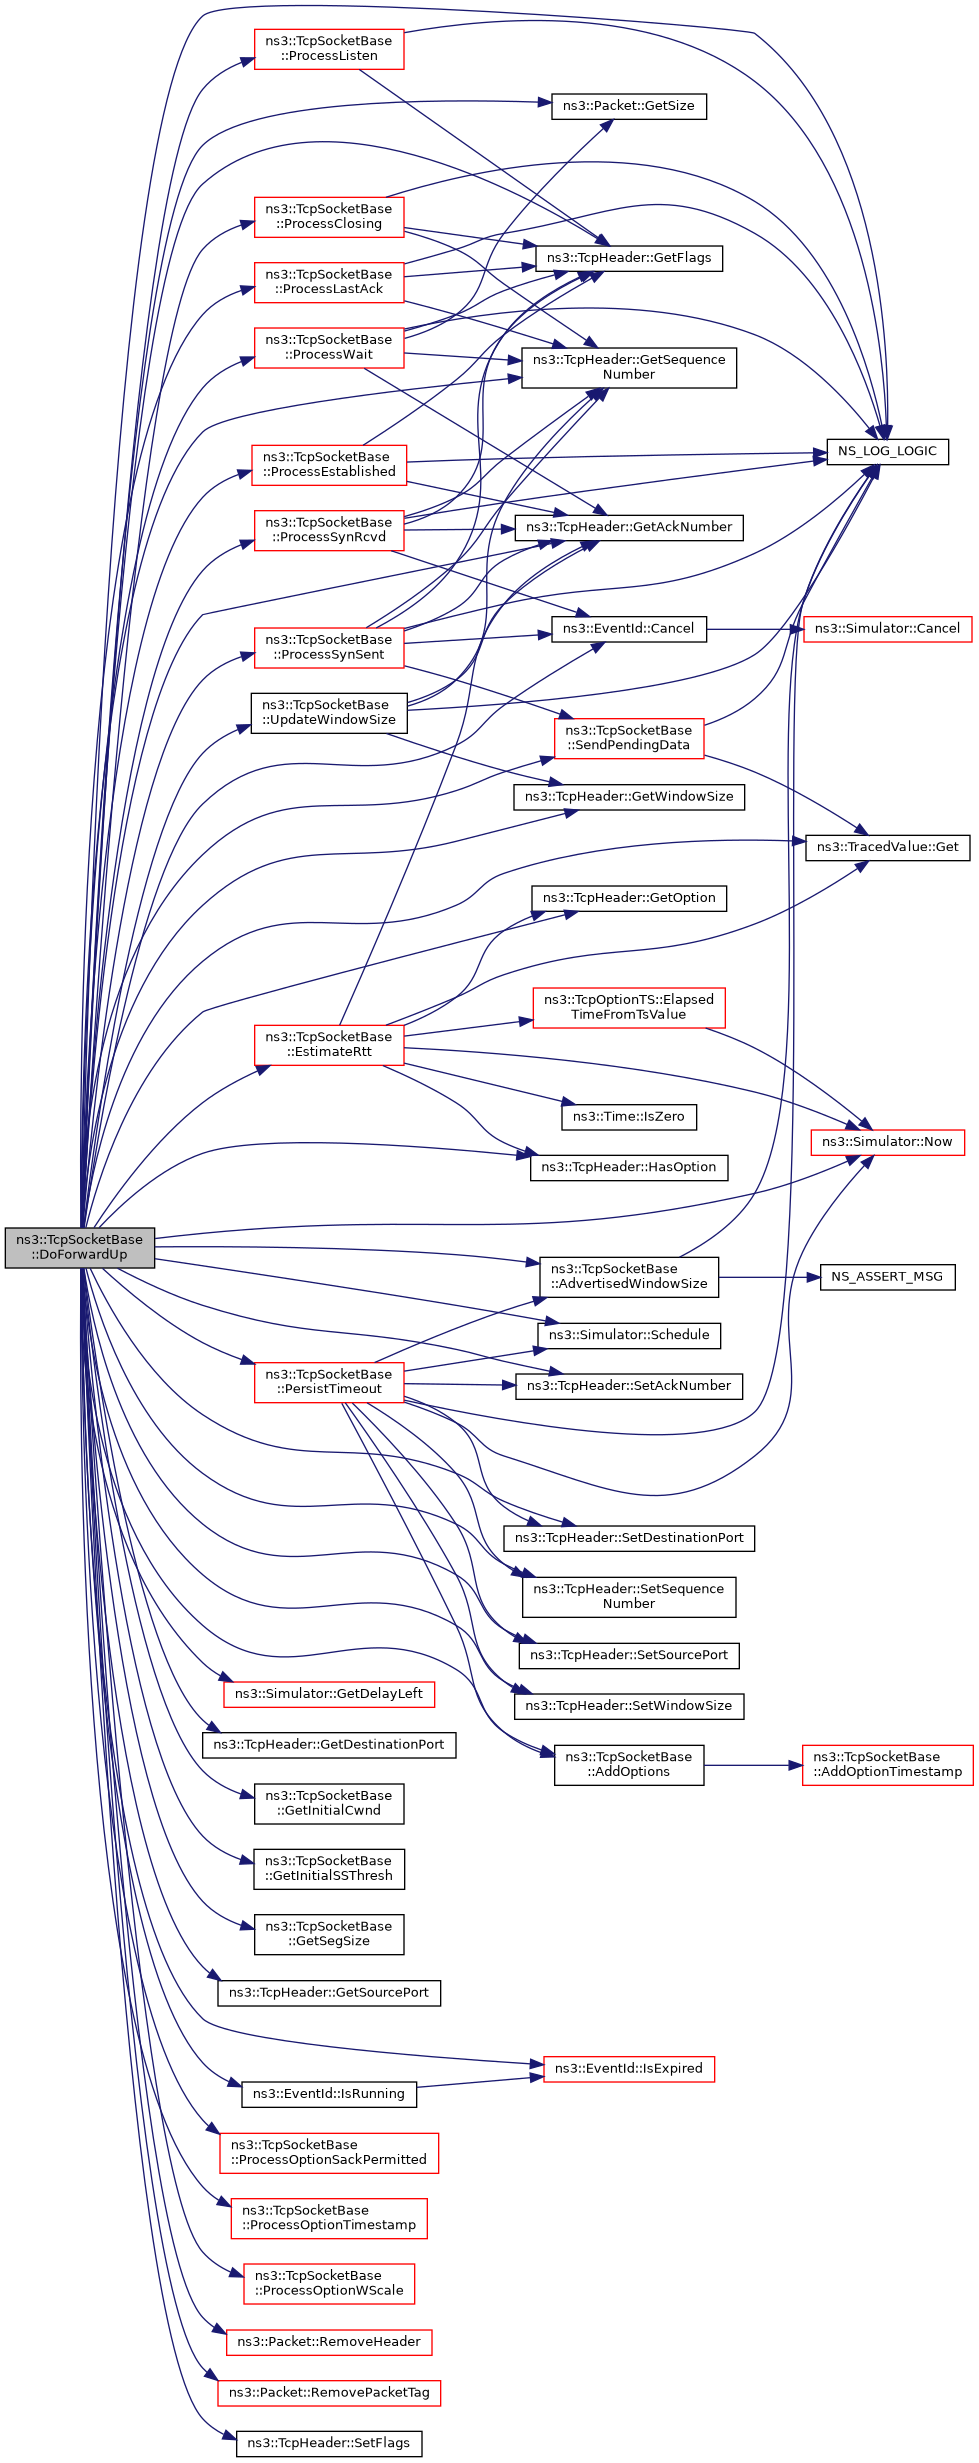 ns3::TcpSocketBase
::ProcessListen
ns3::Packet::GetSize
ns3::TcpSocketBase
::ProcessClosing
ns3::TcpHeader::GetFlags
ns3::TcpSocketBase
::ProcessLastAck
ns3::TcpSocketBase
::ProcessWait
ns3::TcpHeader::GetSequence
Number
NS_LOG_LOGIC
ns3::TcpSocketBase
::ProcessEstablished
ns3::TcpSocketBase
::ProcessSynRcvd
ns3::TcpHeader::GetAckNumber
ns3::EventId::Cancel
ns3::Simulator::Cancel
ns3::TcpSocketBase
::ProcessSynSent
ns3::TcpSocketBase
::UpdateWindowSize
ns3::TcpSocketBase
::SendPendingData
ns3::TcpHeader::GetWindowSize
ns3::TracedValue::Get
ns3::TcpHeader::GetOption
ns3::TcpOptionTS::Elapsed
TimeFromTsValue
ns3::TcpSocketBase
::EstimateRtt
ns3::Time::IsZero
ns3::Simulator::Now
ns3::TcpHeader::HasOption
ns3::TcpSocketBase
::DoForwardUp
ns3::TcpSocketBase
::AdvertisedWindowSize
NS_ASSERT_MSG
ns3::Simulator::Schedule
ns3::TcpSocketBase
::PersistTimeout
ns3::TcpHeader::SetAckNumber
ns3::TcpHeader::SetDestinationPort
ns3::TcpHeader::SetSequence
Number
ns3::TcpHeader::SetSourcePort
ns3::Simulator::GetDelayLeft
ns3::TcpHeader::SetWindowSize
ns3::TcpHeader::GetDestinationPort
ns3::TcpSocketBase
::AddOptions
ns3::TcpSocketBase
::AddOptionTimestamp
ns3::TcpSocketBase
::GetInitialCwnd
ns3::TcpSocketBase
::GetInitialSSThresh
ns3::TcpSocketBase
::GetSegSize
ns3::TcpHeader::GetSourcePort
ns3::EventId::IsExpired
ns3::EventId::IsRunning
ns3::TcpSocketBase
::ProcessOptionSackPermitted
ns3::TcpSocketBase
::ProcessOptionTimestamp
ns3::TcpSocketBase
::ProcessOptionWScale
ns3::Packet::RemoveHeader
ns3::Packet::RemovePacketTag
ns3::TcpHeader::SetFlags